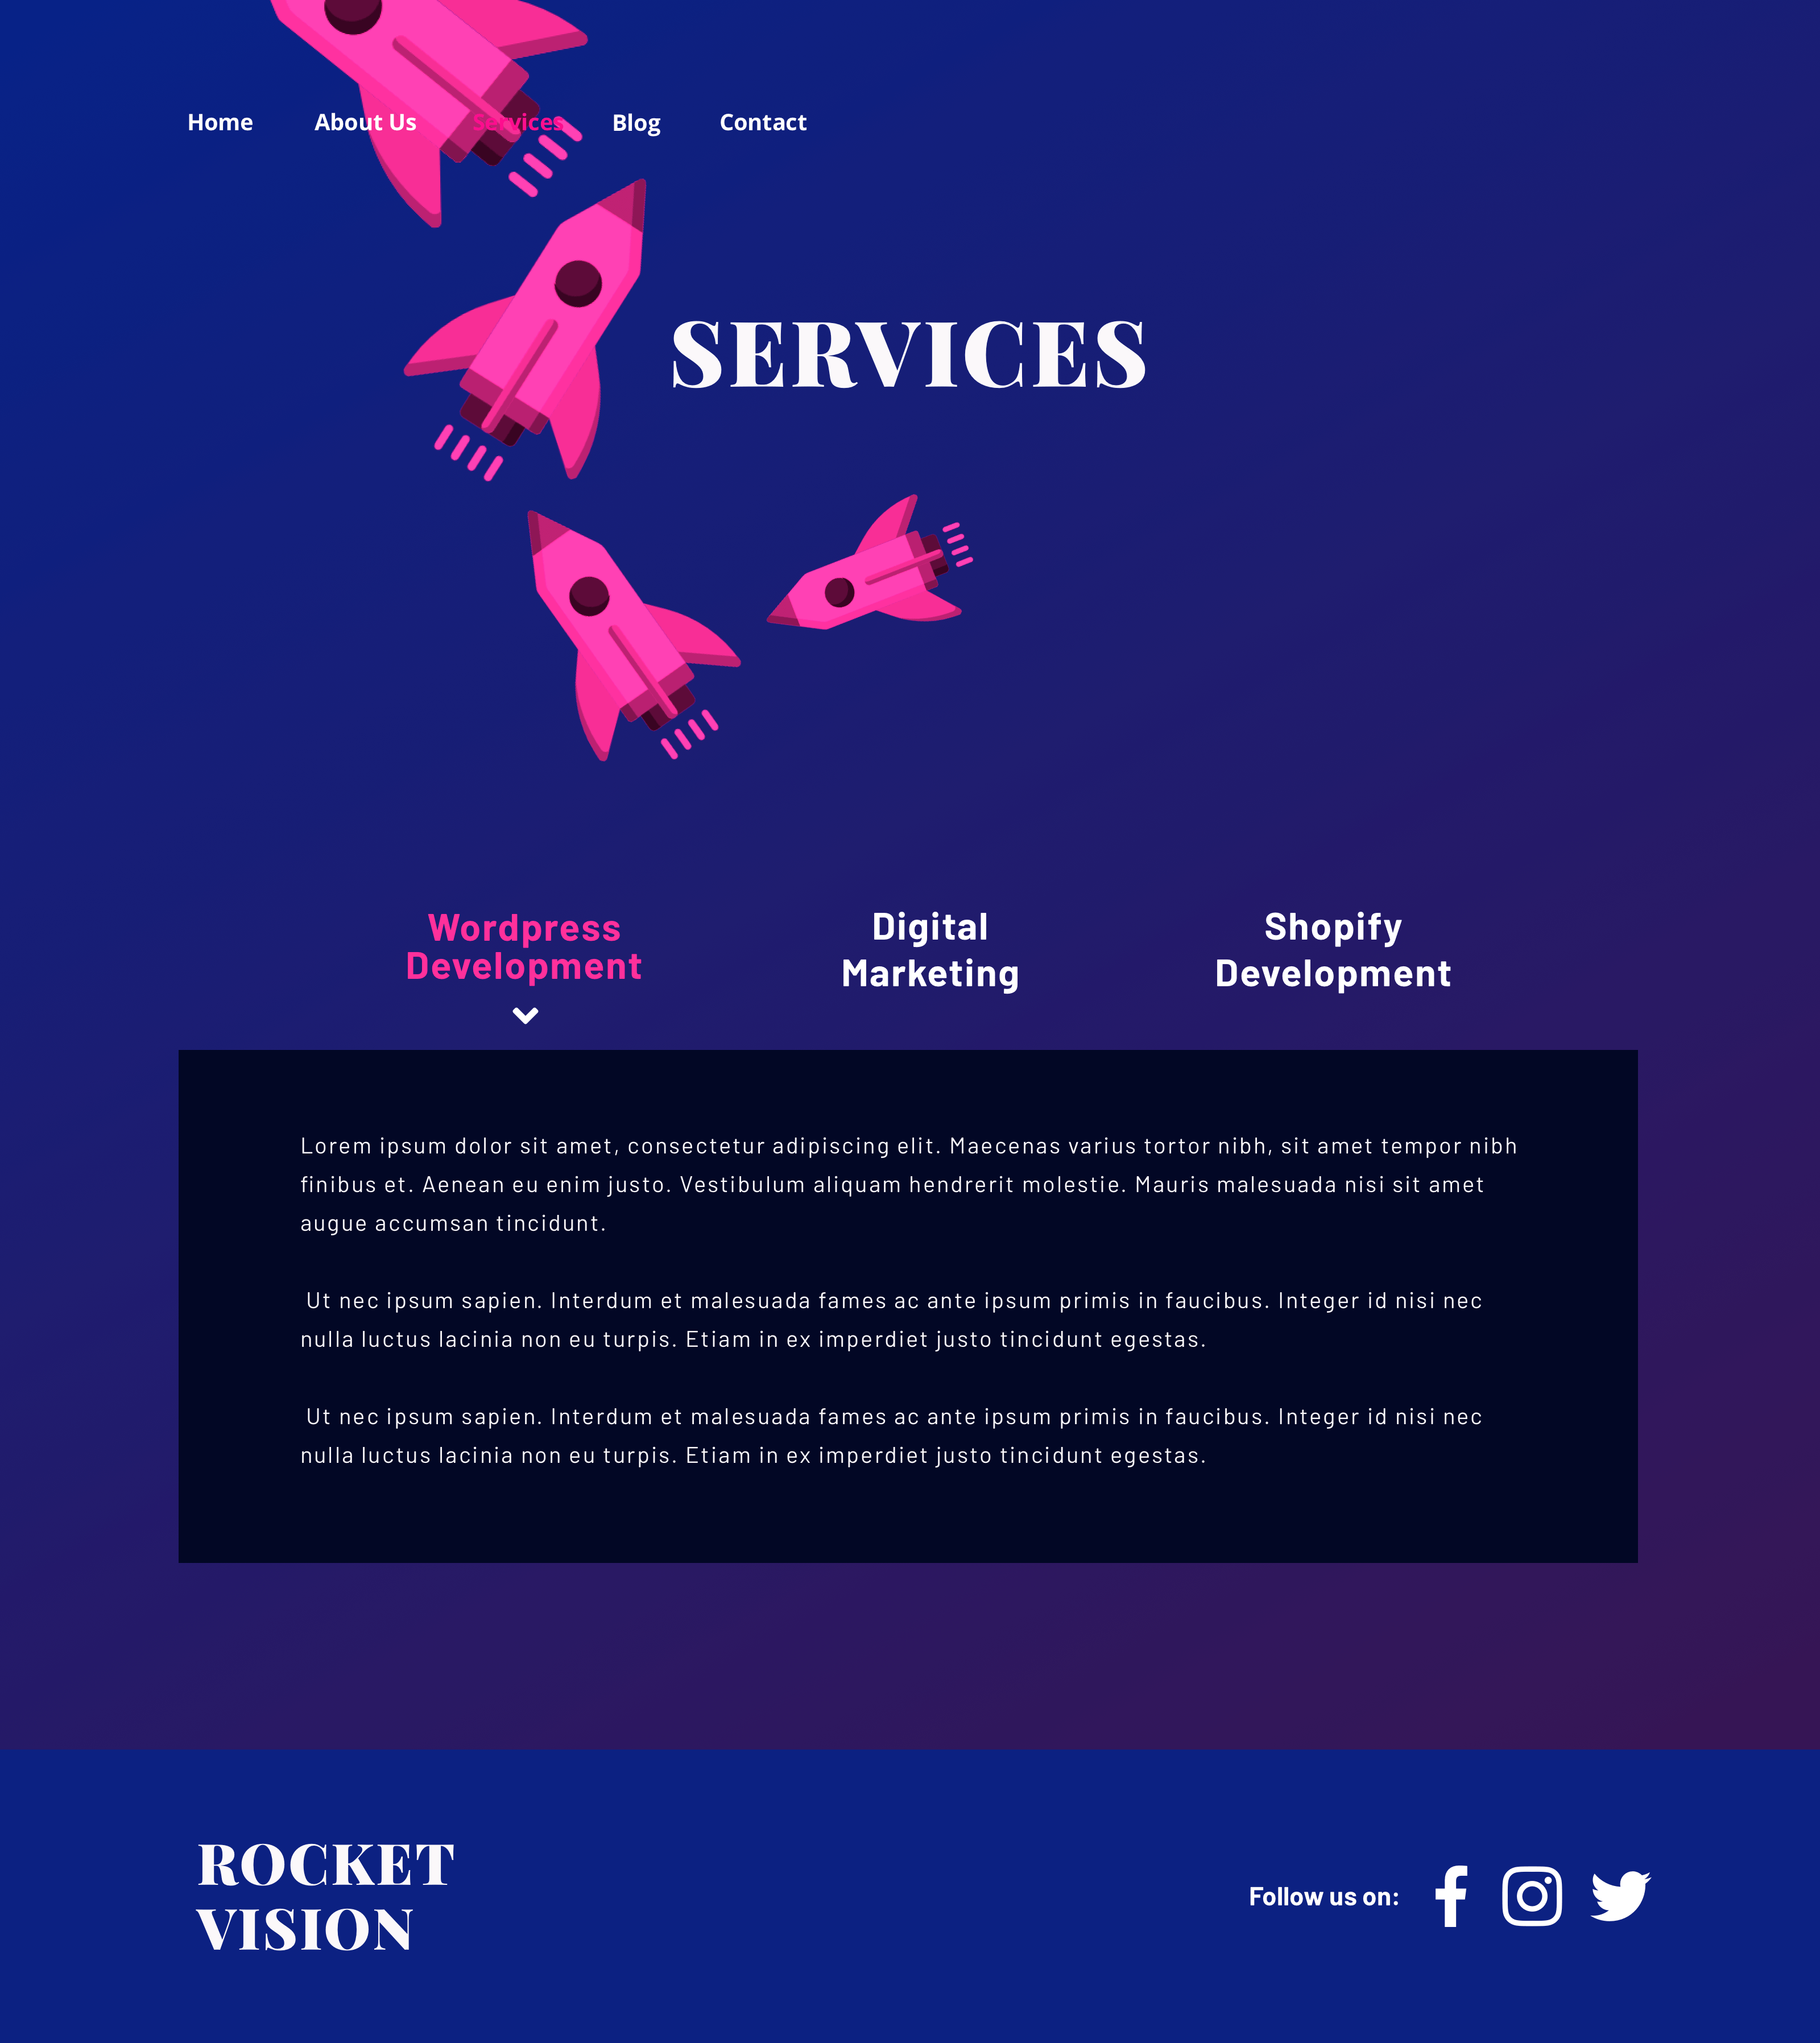 Home About Us Services Blog Contact
SERVICES
Wordpress
Development
Digital
Marketing
Shopify
Development
Lorem ipsum dolor sit amet, consectetur adipiscing elit. Maecenas varius tortor nibh, sit amet tempor nibh
finibus et. Aenean eu enim justo. Vestibulum aliquam hendrerit molestie. Mauris malesuada nisi sit amet
augue accumsan tincidunt.
Ut nec ipsum sapien. Interdum et malesuada fames ac ante ipsum primis in faucibus. Integer id nisi nec
nulla luctus lacinia non eu turpis. Etiam in ex imperdiet justo tincidunt egestas.
Ut nec ipsum sapien. Interdum et malesuada fames ac ante ipsum primis in faucibus. Integer id nisi nec
nulla luctus lacinia non eu turpis. Etiam in ex imperdiet justo tincidunt egestas.
ROCKET
VISION
Follow us on: